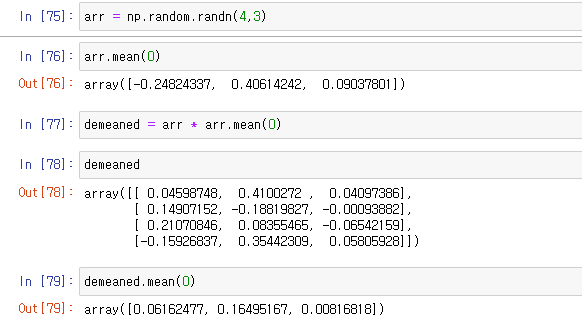 In [75]: arr = np.random.randn(4,3)
In [76]: arr.mean(0)
Out[76]: array([-0.24824337,  0.40614242,  0.09037801])
In [77]: demeaned = arr * arr.mean(0)
In [78]: demeaned
Out[78]: array([[ 0.04598748,  0.4100272 ,  0.04097386],
[ 0.14907152, -0.18819827, -0.00093882],
[ 0.21070846,  0.08355465, -0.06542159],
[-0.15926837,  0.35442309,  0.05805928]])
In [79]: demeaned.mean(0)
Out[79]: array([0.06162477, 0.16495167, 0.00816818])